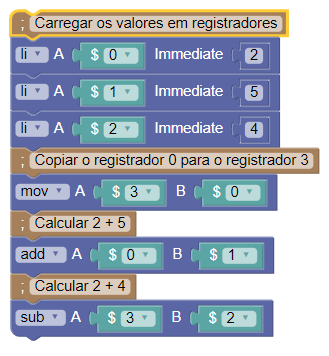 ; Carregar os valores em registradores
li A $ 0 Immediate 2
li A $ 1 Immediate 5
li A $ 2 Immediate 4
; Copiar o registrador 0 para o registrador 3
mov A $ 3 B $ 0
; Calcular 2 + 5
add A $ 0 B $ 1
; Calcular 2 + 4
sub A $ 3 B $ 2